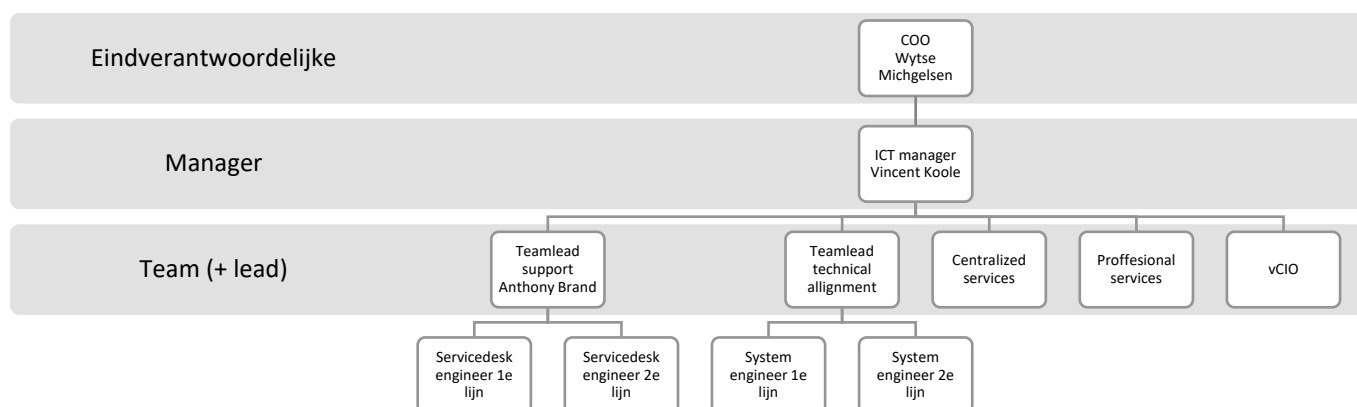 Eindverantwoordelijke
COO
Wytse
Michgelsen
Manager
ICT manager
Vincent Koole
Team (+ lead)
Teamlead
support
Anthony Brand
Teamlead
technical
allignment
Centralized
services
Proffesional
services
vCIO
Servicedesk
engineer 1e
lijn
Servicedesk
engineer 2e
lijn
System
engineer 1e
lijn
System
engineer 2e
lijn